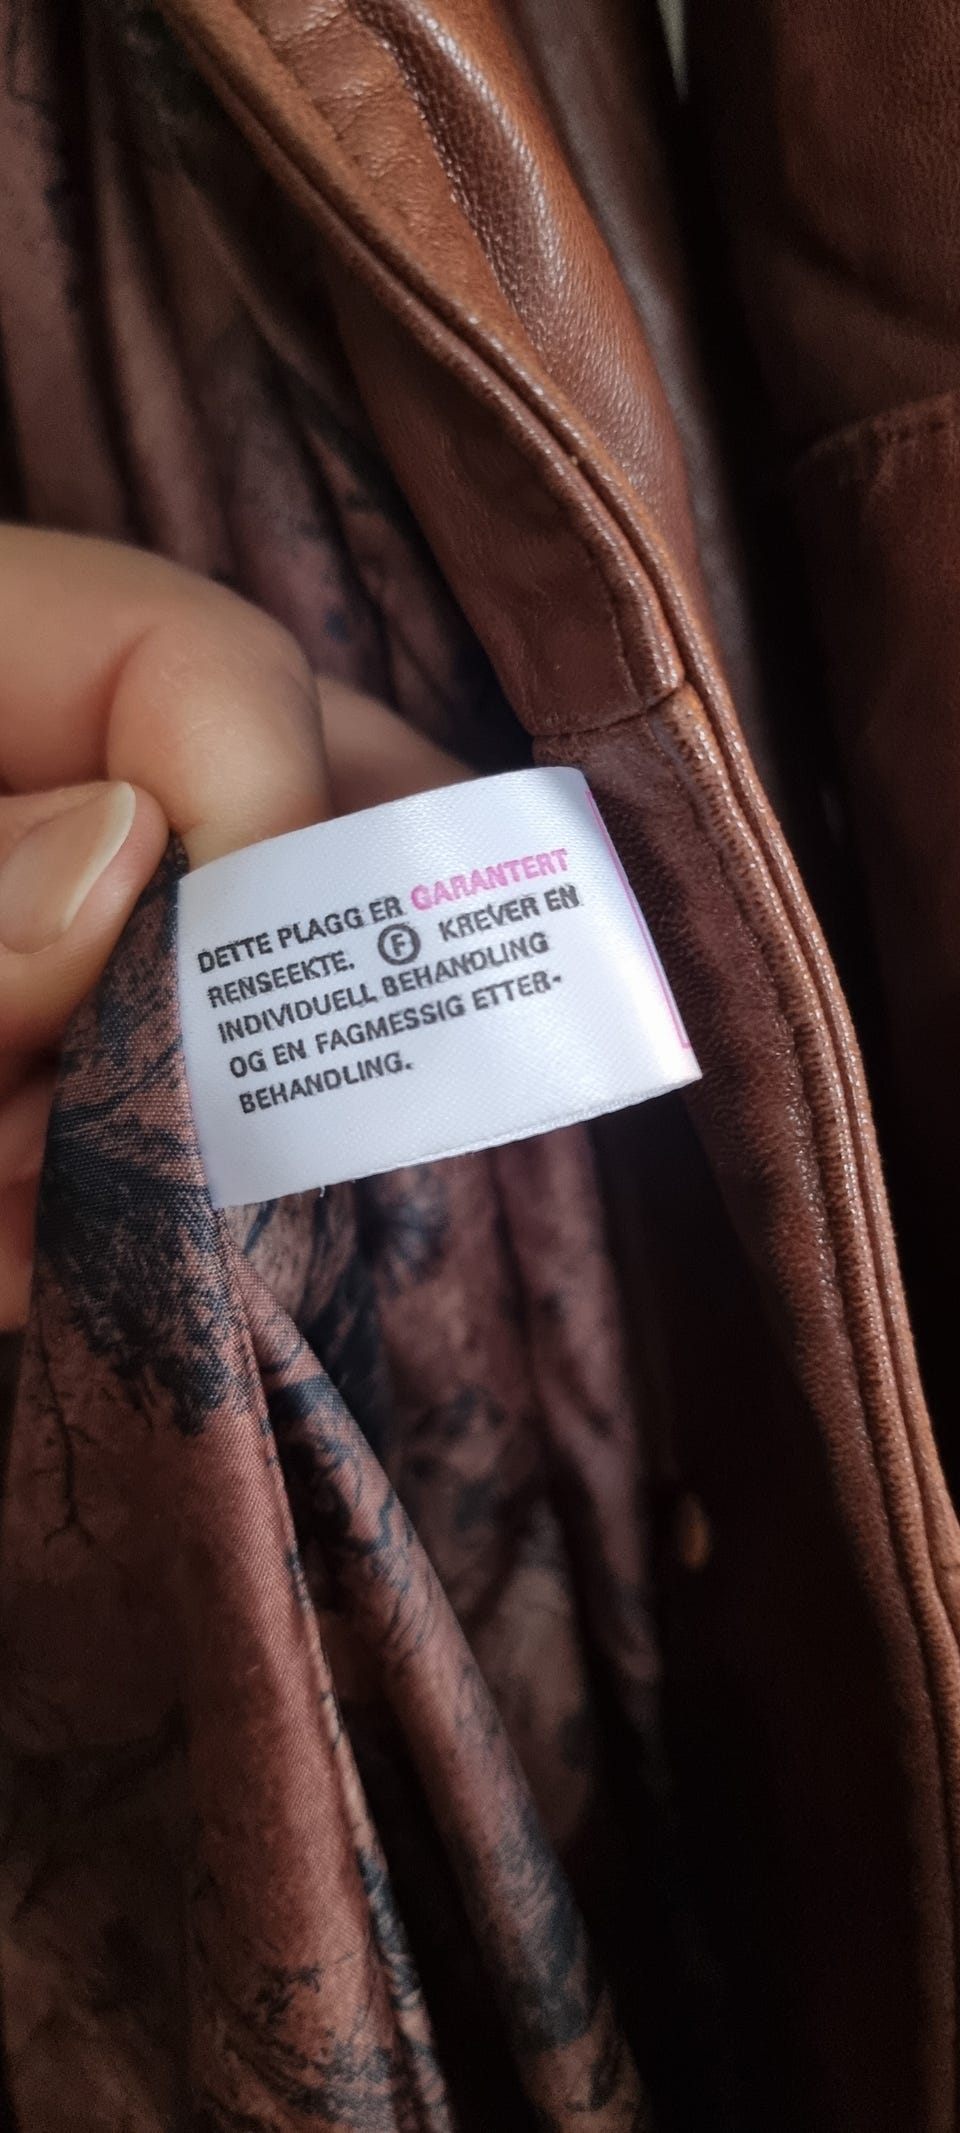 DETTE PLAGG ER GARANTERT
RENSEEKTE. Ⓕ KREVER EN
INDIVIDUELL BEHANDLING
OG EN FAGMESSIG ETTER-
BEHANDLING.